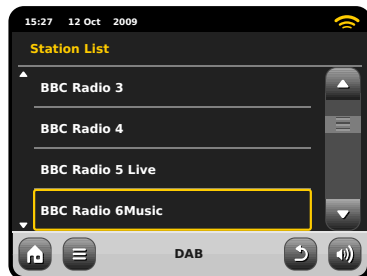 15:27 12 Oct 2009
Station List
BBC Radio 3
BBC Radio 4
BBC Radio 5 Live
BBC Radio 6Music
DAB